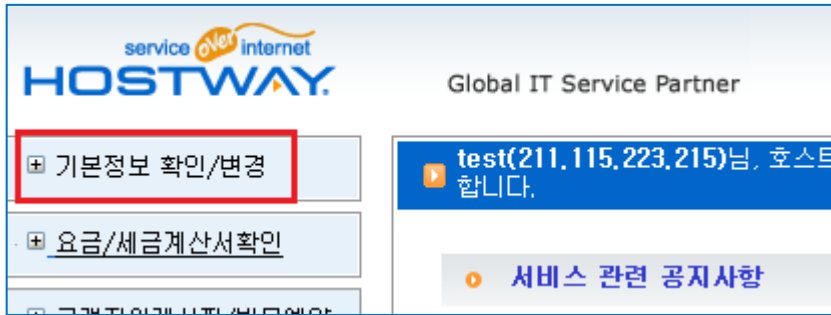 service over internet
HOSTWAY.
Global IT Service Partner
기본정보 확인/변경
test(211,115,223,215)님, 호스트
합니다.
요금/세금계산서확인
서비스 관련 공지사항